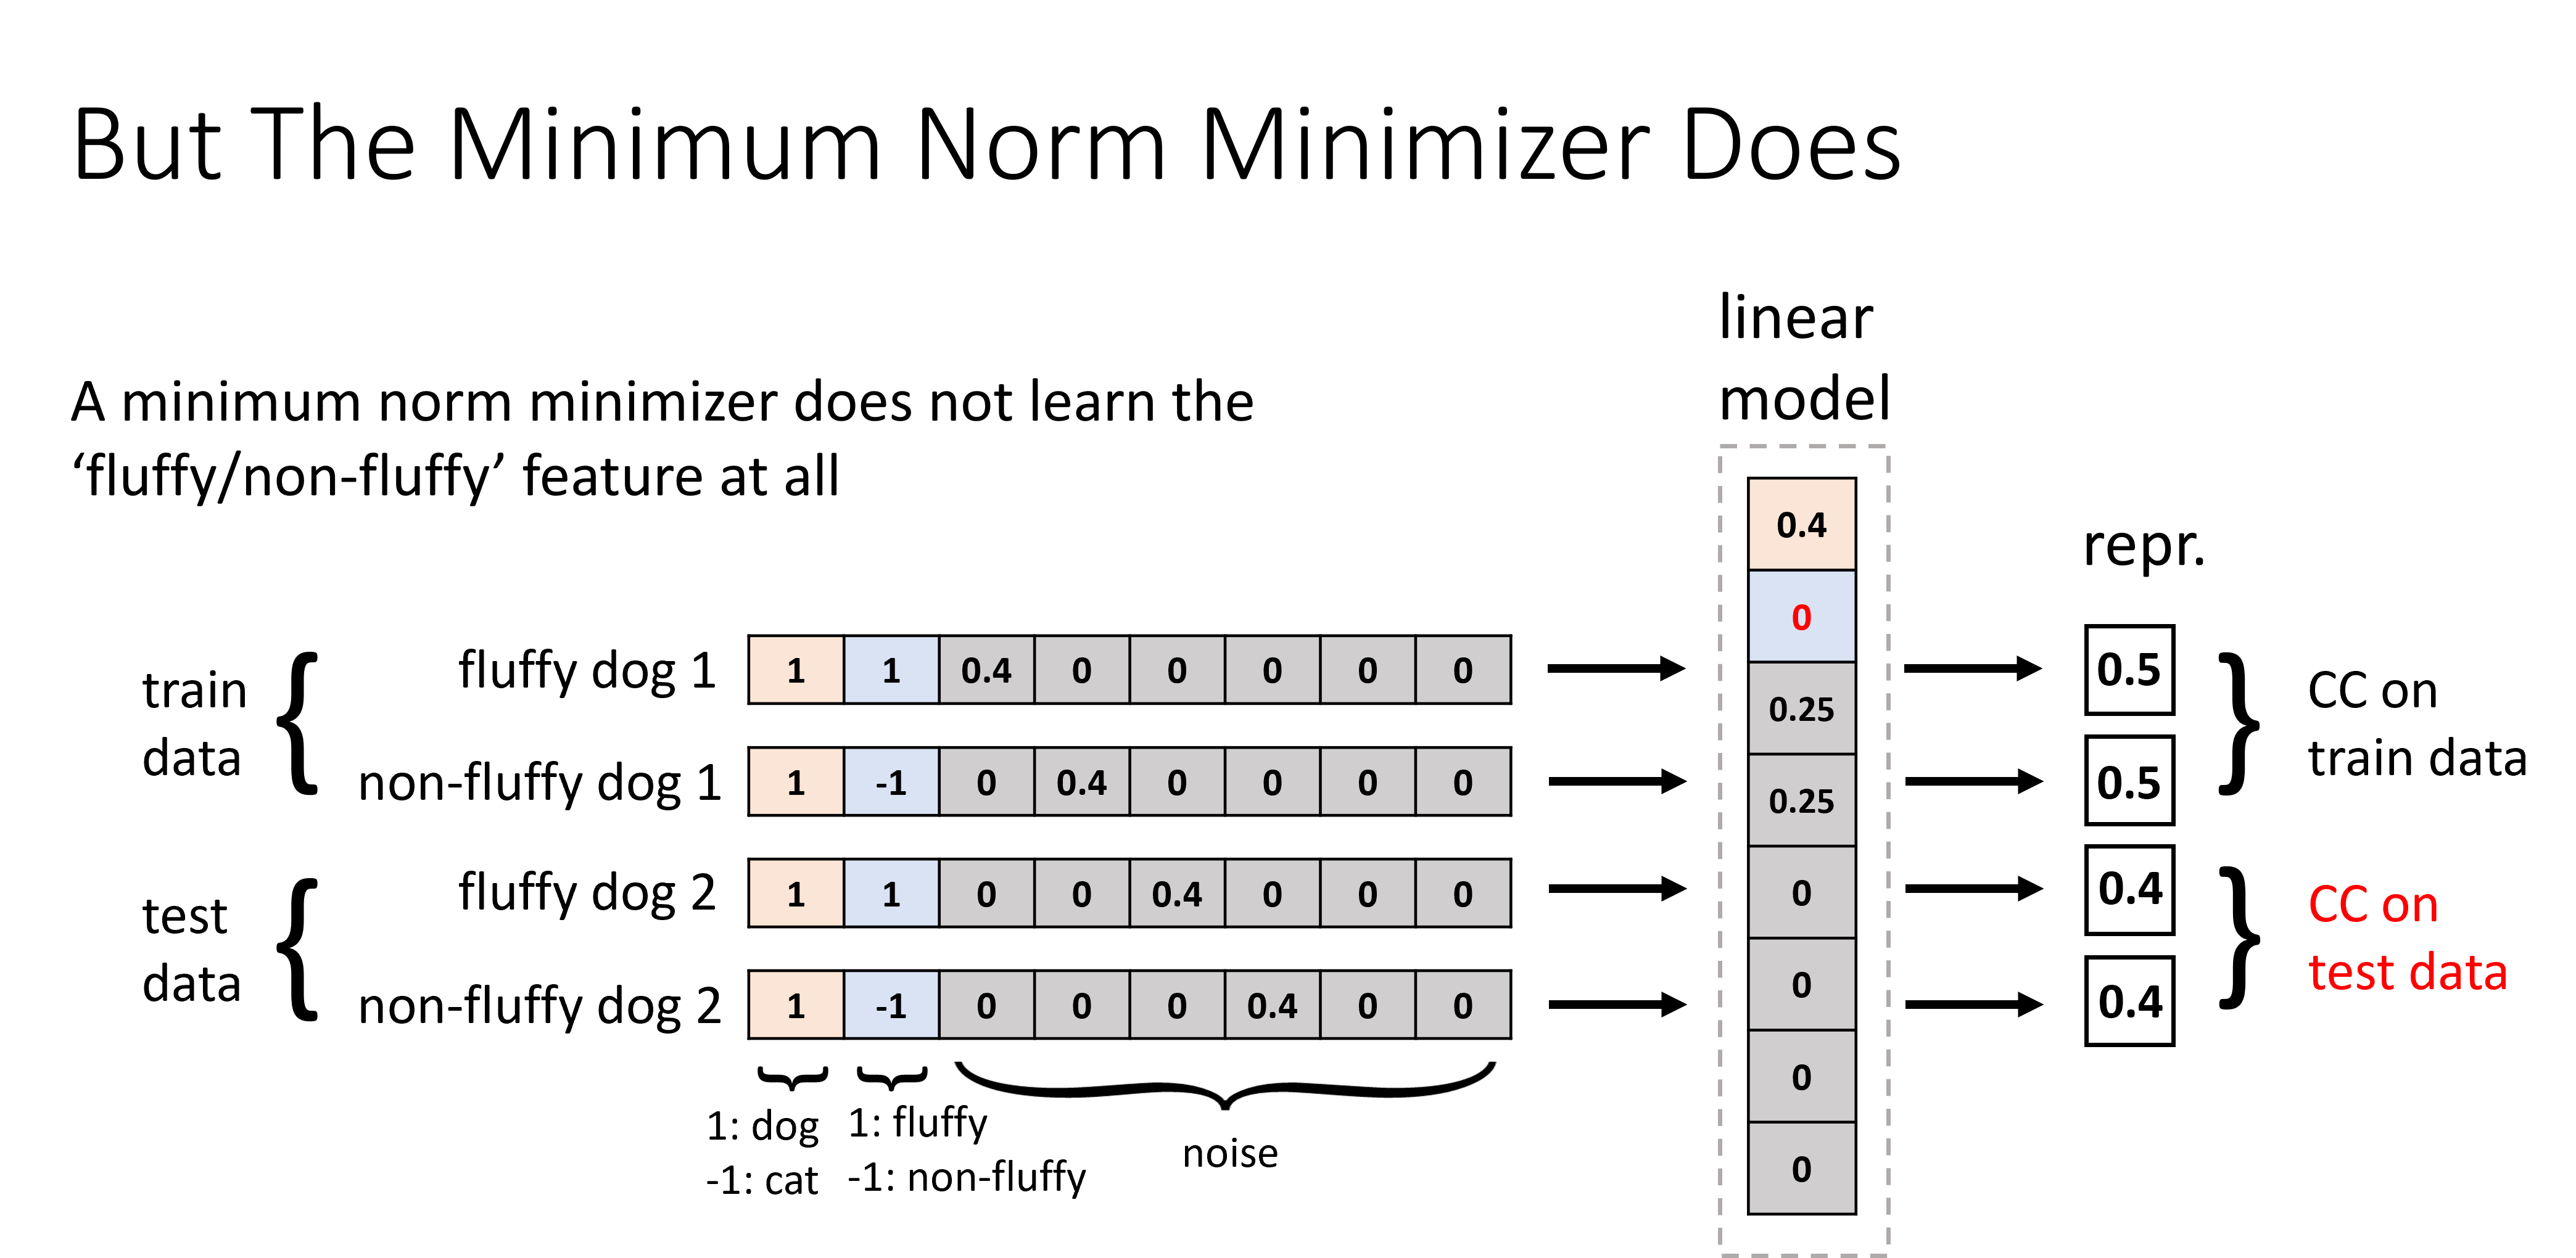 But The Minimum Norm Minimizer Does
A minimum norm minimizer does not learn the
‘fluffy/non-fluffy’ feature at all
linear
model
0.4
0
0.25
0.25
0
0
0
0
repr.
train
data
fluffy dog 1
1 1 0.4 0 0 0 0 0
0.5
non-fluffy dog 1
1 -1 0 0.4 0 0 0 0
0.5
CC on
train data
test
data
fluffy dog 2
1 1 0 0 0.4 0 0 0
0.4
non-fluffy dog 2
1 -1 0 0 0 0.4 0 0
0.4
CC on
test data
1: dog
-1: cat
1: fluffy
-1: non-fluffy
noise